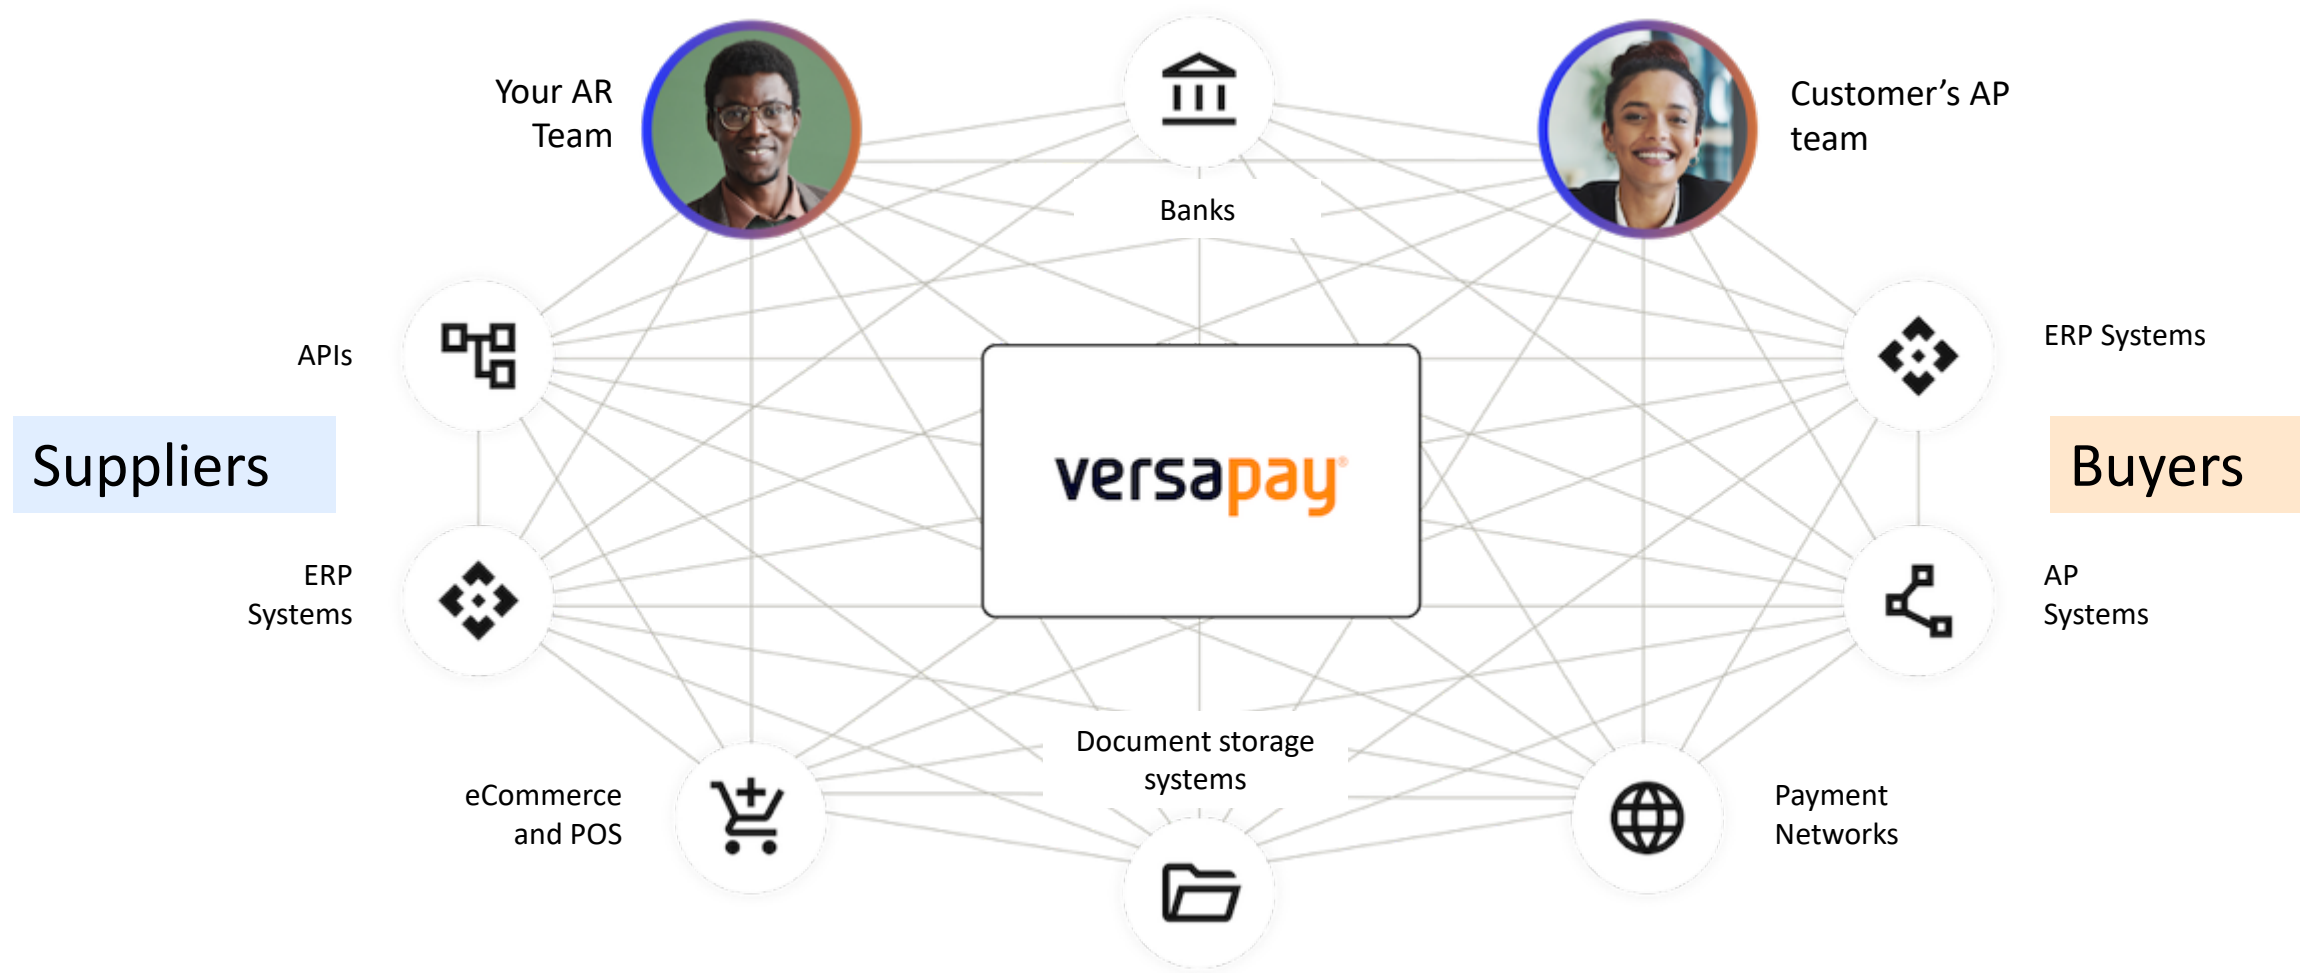 Your AR
Team
Customer’s AP
team
Banks
APIs
ERP Systems
Suppliers
versapay®
Buyers
ERP
Systems
AP
Systems
Document storage
systems
eCommerce
and POS
Payment
Networks